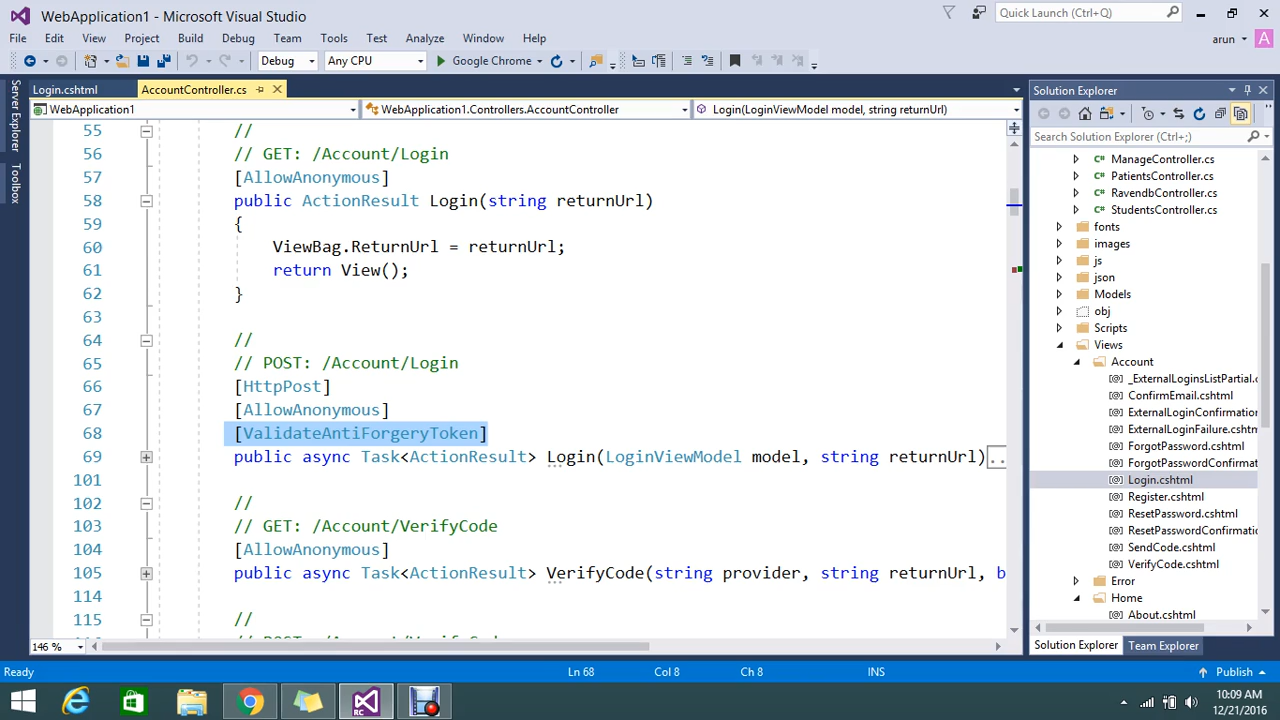 WebApplication1 - Microsoft Visual Studio
Quick Launch (Ctrl+Q)
File Edit View Project Build Debug Team Tools Test Analyze Window Help
arun A
Debug Any CPU Google Chrome
Server Explorer
Toolbox
Login.cshtml AccountController.cs
WebApplication1 WebApplication1.Controllers.AccountController Login(LoginViewModel model, string returnUrl)
55 //
56 // GET: /Account/Login
57 [AllowAnonymous]
58 public ActionResult Login(string returnUrl)
59 {
60 ViewBag.ReturnUrl = returnUrl;
61 return View();
62 }
63
64 //
65 // POST: /Account/Login
66 [HttpPost]
67 [AllowAnonymous]
68 [ValidateAntiForgeryToken]
69 public async Task<ActionResult> Login(LoginViewModel model, string returnUrl)...
101
102 //
103 // GET: /Account/VerifyCode
104 [AllowAnonymous]
105 public async Task<ActionResult> VerifyCode(string provider, string returnUrl, b
114
115 //
146 %
Solution Explorer
Search Solution Explorer (Ctrl+;)
C# ManageController.cs
C# PatientsController.cs
C# RavendbController.cs
C# StudentsController.cs
fonts
images
js
json
Models
obj
Scripts
Views
Account
[@] _ExternalLoginsListPartial.c
[@] ConfirmEmail.cshtml
[@] ExternalLoginConfirmation
[@] ExternalLoginFailure.cshtm
[@] ForgotPassword.cshtml
[@] ForgotPasswordConfirmat
[@] Login.cshtml
[@] Register.cshtml
[@] ResetPassword.cshtml
[@] ResetPasswordConfirmatio
[@] SendCode.cshtml
[@] VerifyCode.cshtml
Error
Home
[@] About.cshtml
Solution Explorer Team Explorer
Ready Ln 68 Col 8 Ch 8 INS Publish
RC
10:09 AM
12/21/2016